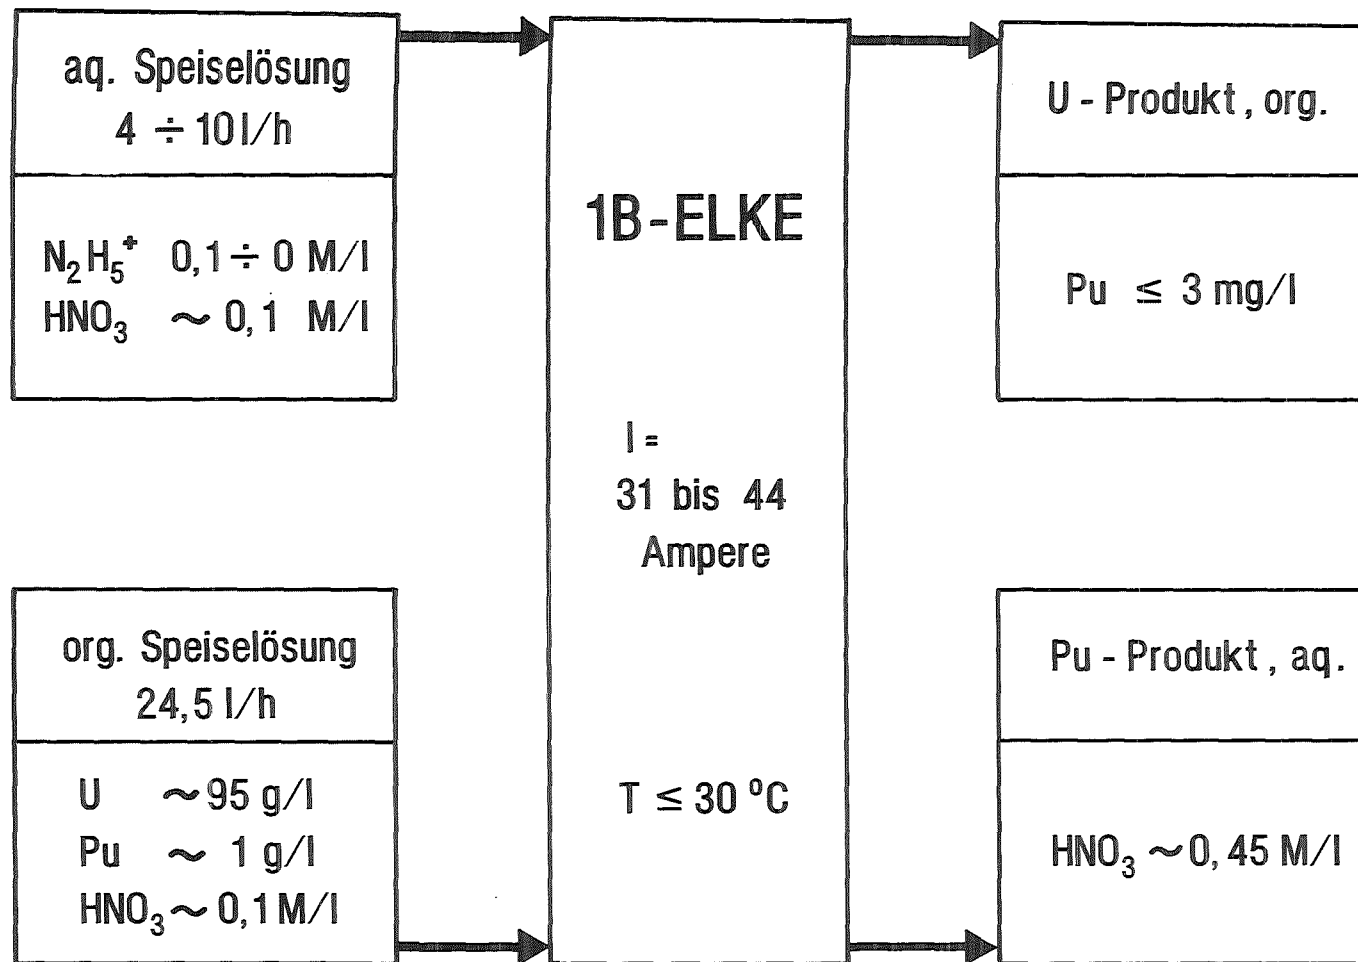 aq. Speiselösung
4 ÷ 10 l/h
N₂H₅⁺ 0,1 ÷ 0 M/l
HNO₃ ~ 0,1 M/l
org. Speiselösung
24,5 l/h
U ~ 95 g/l
Pu ~ 1 g/l
HNO₃ ~ 0,1 M/l
1B-ELKE
I =
31 bis 44
Ampere
T ≤ 30 °C
U - Produkt, org.
Pu ≤ 3 mg/l
Pu - Produkt, aq.
HNO₃ ~ 0,45 M/l